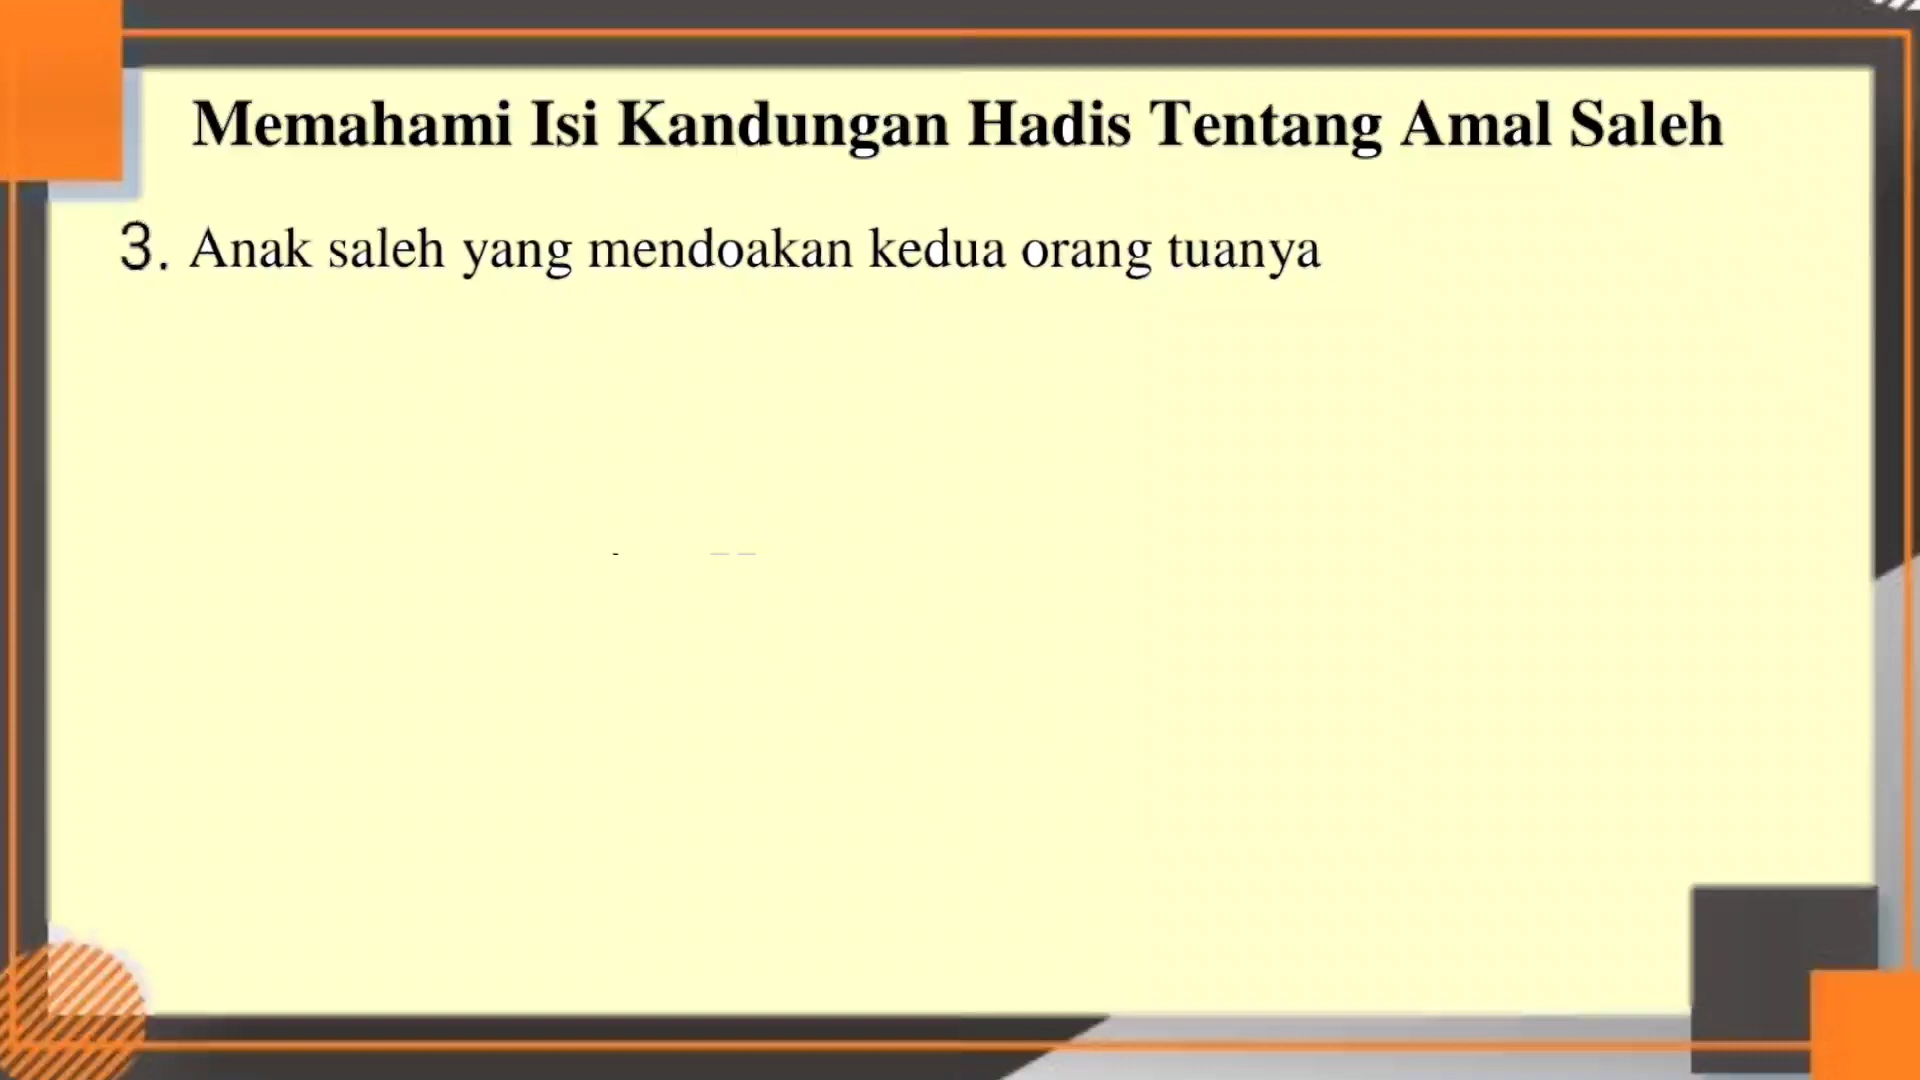 Memahami Isi Kandungan Hadis Tentang Amal Saleh
3. Anak saleh yang mendoakan kedua orang tuanya